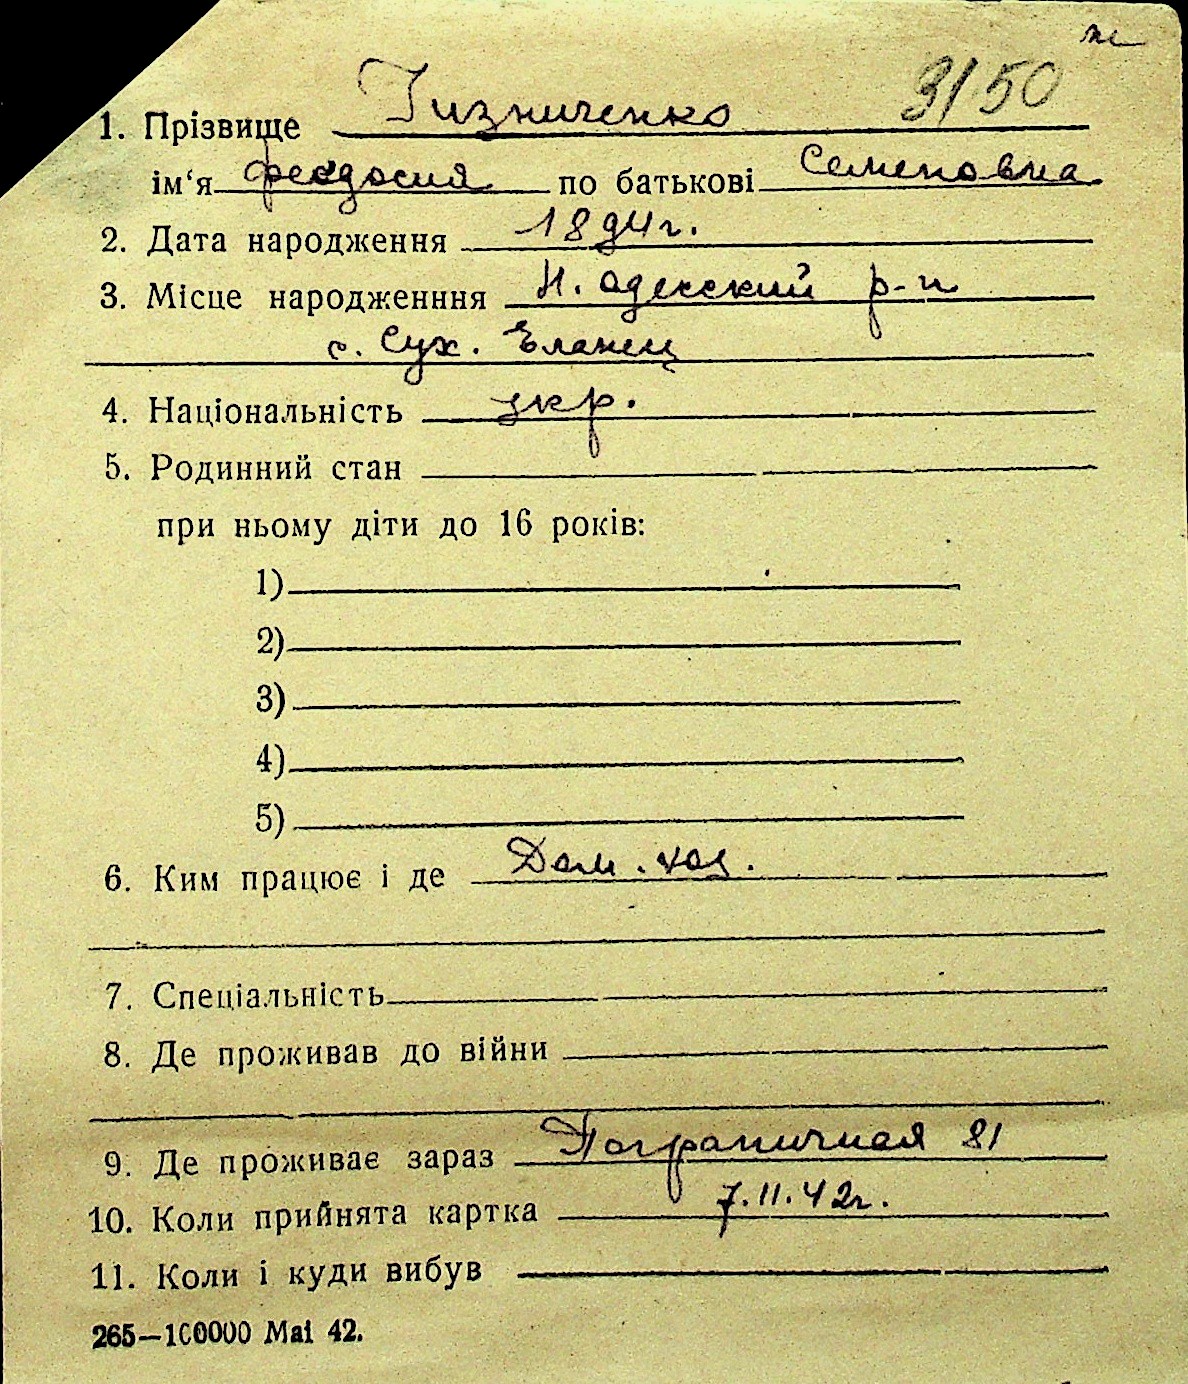 3150
1. Прізвище Гизниченко
ім‘я Феодосия по батькові Семеновна
2. Дата народження 1894г.
3. Місце народженння Н. Одесский р-н
с. Сух. Еланец
4. Національність укр.
5. Родинний стан
при ньому діти до 16 років:
1)
2)
3)
4)
5)
6. Ким працює і де Дом. хоз.
7. Спеціальність
8. Де проживав до війни
9. Де проживає зараз Пограничная 81
10. Коли прийнята картка 7.11.42г.
11. Коли і куди вибув
265—100000 Mai 42.